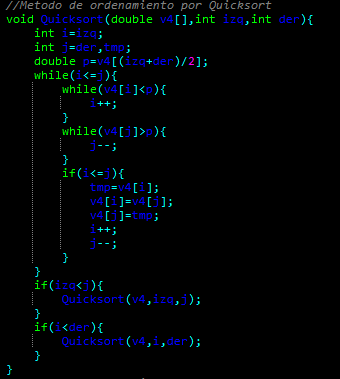 //Metodo de ordenamiento por Quicksort
void Quicksort(double v4[],int izq,int der){
int i=izq;
int j=der,tmp;
double p=v4[(izq+der)/2];
while(i<=j){
while(v4[i]<p){
i++;
}
while(v4[j]>p){
j--;
}
if(i<=j){
tmp=v4[i];
v4[i]=v4[j];
v4[j]=tmp;
i++;
j--;
}
}
if(izq<j){
Quicksort(v4,izq,j);
}
if(i<der){
Quicksort(v4,i,der);
}
}